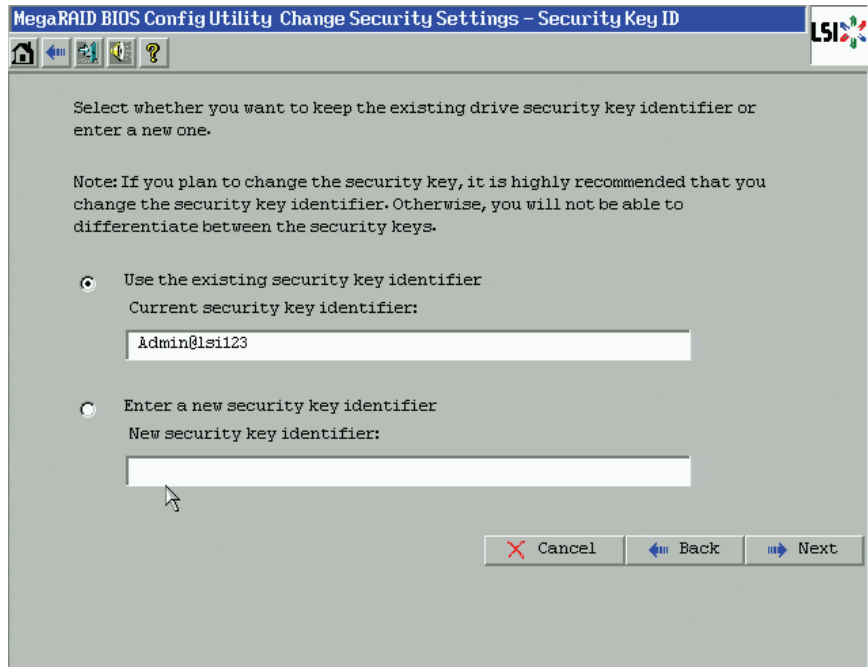 MegaRAID BIOS Config Utility Change Security Settings - Security Key ID
LSI
?
Select whether you want to keep the existing drive security key identifier or
enter a new one.
Note: If you plan to change the security key, it is highly recommended that you
change the security key identifier. Otherwise, you will not be able to
differentiate between the security keys.
Use the existing security key identifier
Current security key identifier:
Admin@lsi123
Enter a new security key identifier
New security key identifier:
Cancel
Back
Next